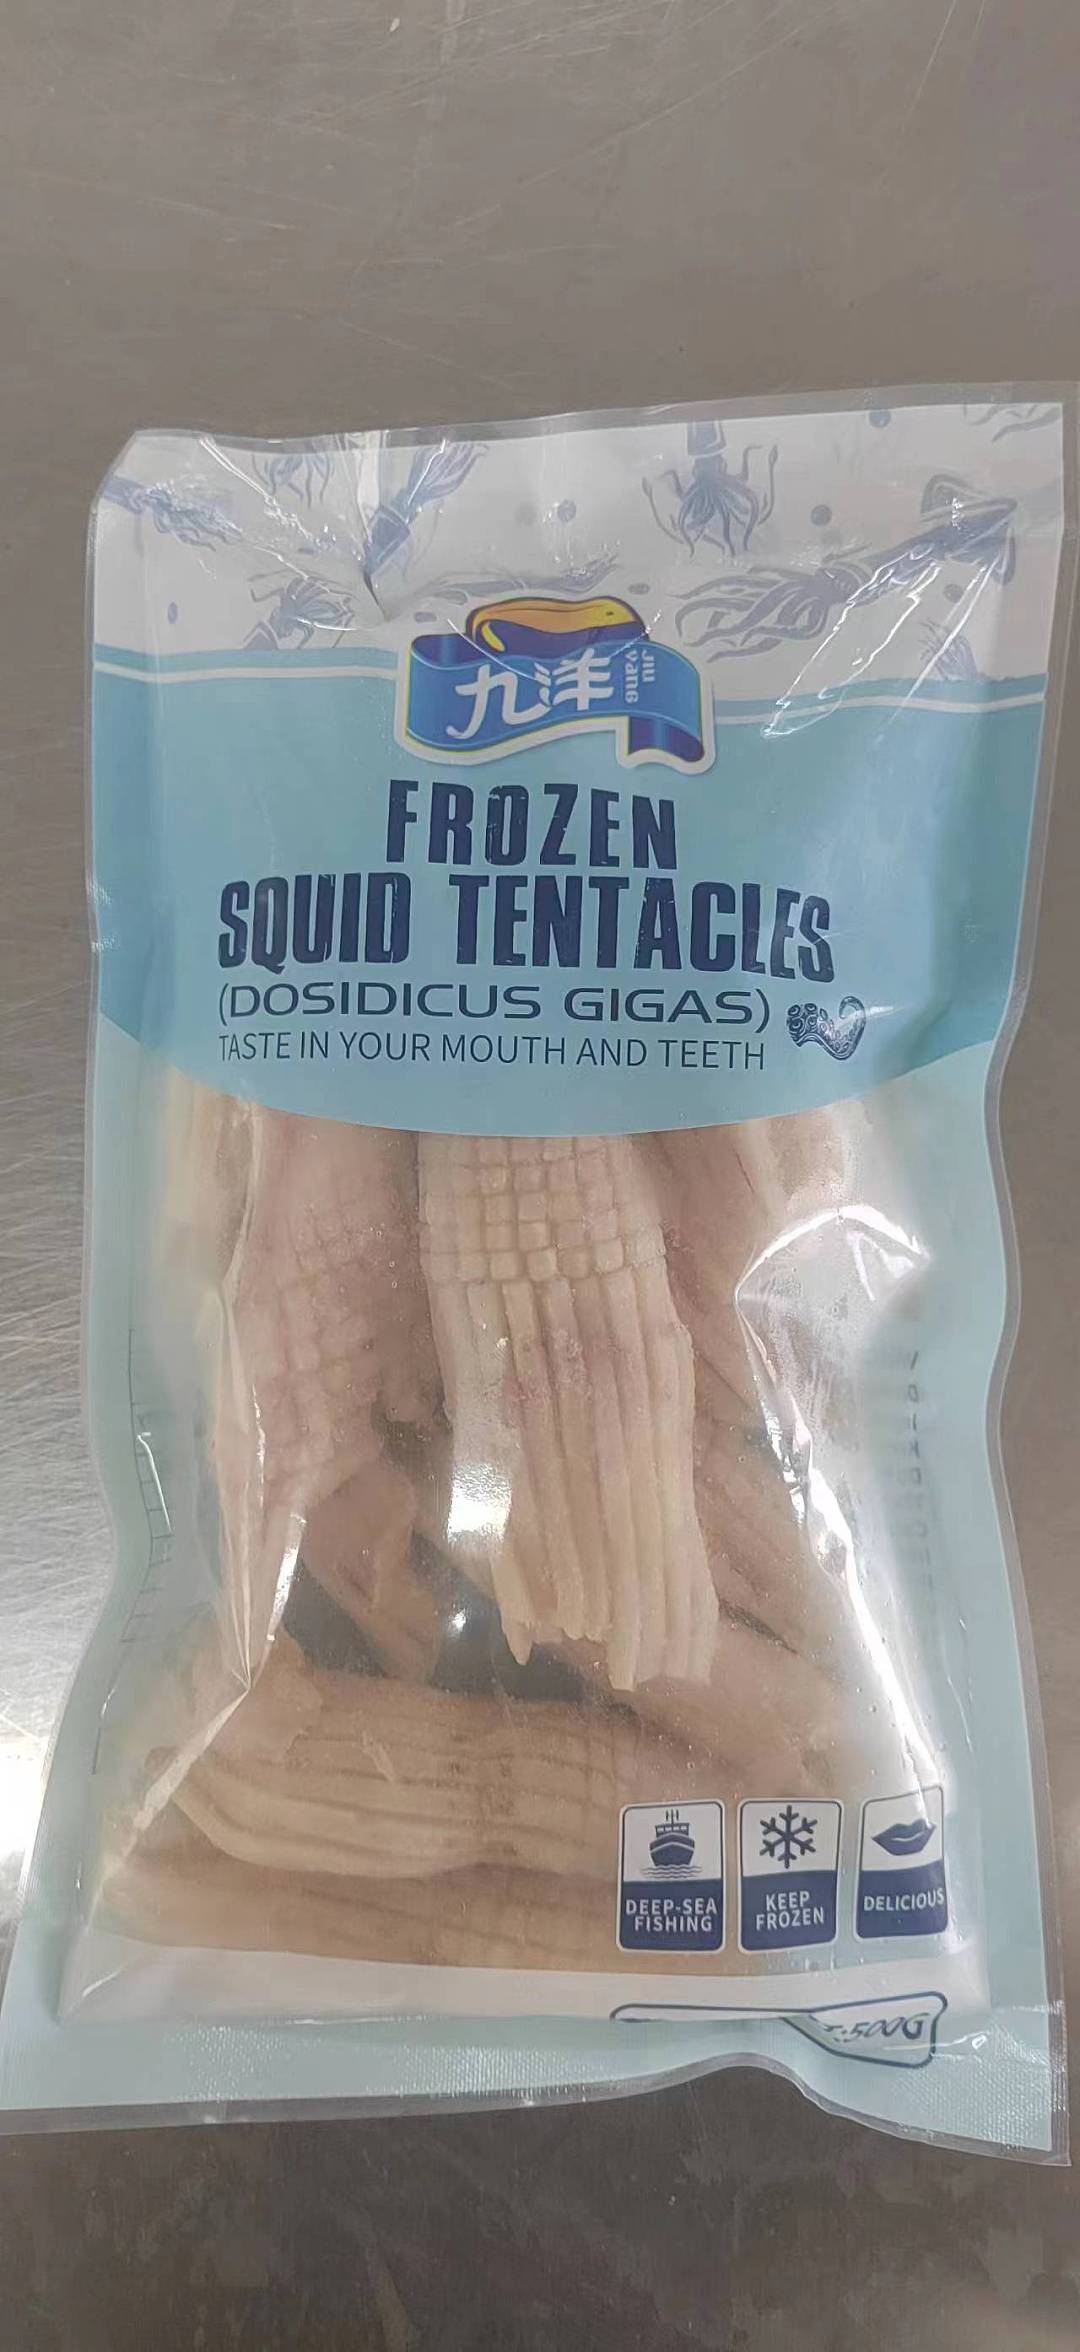 九洋
JIU
yang
FROZEN
SQUID TENTACLES
(DOSIDICUS GIGAS)
TASTE IN YOUR MOUTH AND TEETH
DEEP-SEA
FISHING
KEEP
FROZEN
DELICIOUS
:500G